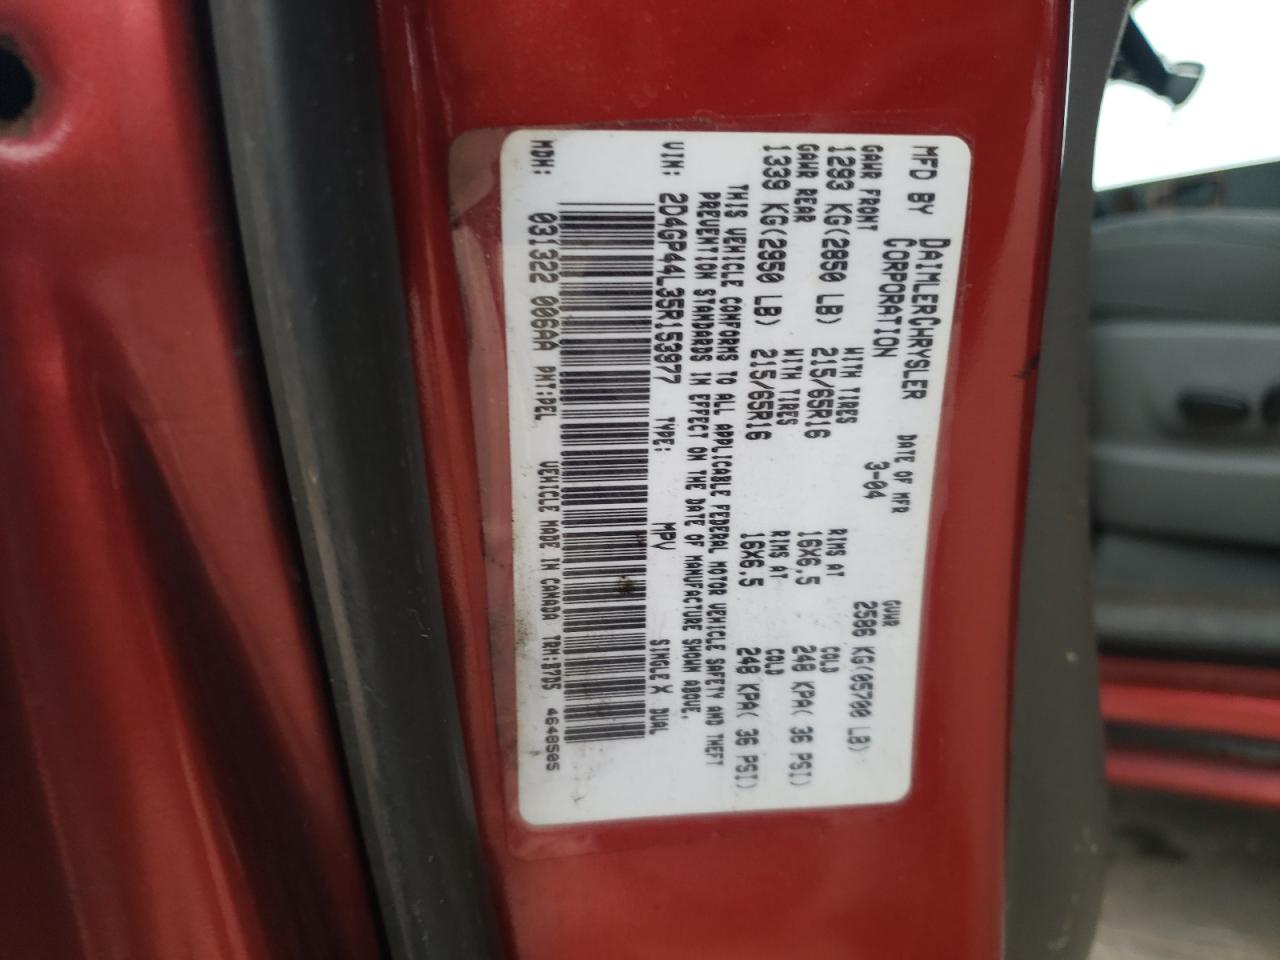 MFD BY DAIMLERCHRYSLER CORPORATION DATE OF MFR 3-04 GVWR 2586 KG(05700 LB)
GAWR FRONT WITH TIRES RIMS AT COLD
1293 KG(2850 LB) 215/65R16 16X6.5 248 KPA( 36 PSI)
GAWR REAR WITH TIRES RIMS AT COLD
1339 KG(2950 LB) 215/65R16 16X6.5 248 KPA( 36 PSI)
THIS VEHICLE CONFORMS TO ALL APPLICABLE FEDERAL MOTOR VEHICLE SAFETY AND THEFT
PREVENTION STANDARDS IN EFFECT ON THE DATE OF MANUFACTURE SHOWN ABOVE.
VIN: 2D4GP44L35R153977 TYPE: MPV SINGLE X DUAL
MDH: 031322 006AA PNT:PEL VEHICLE MADE IN CANADA TRM:B7D5 4648505